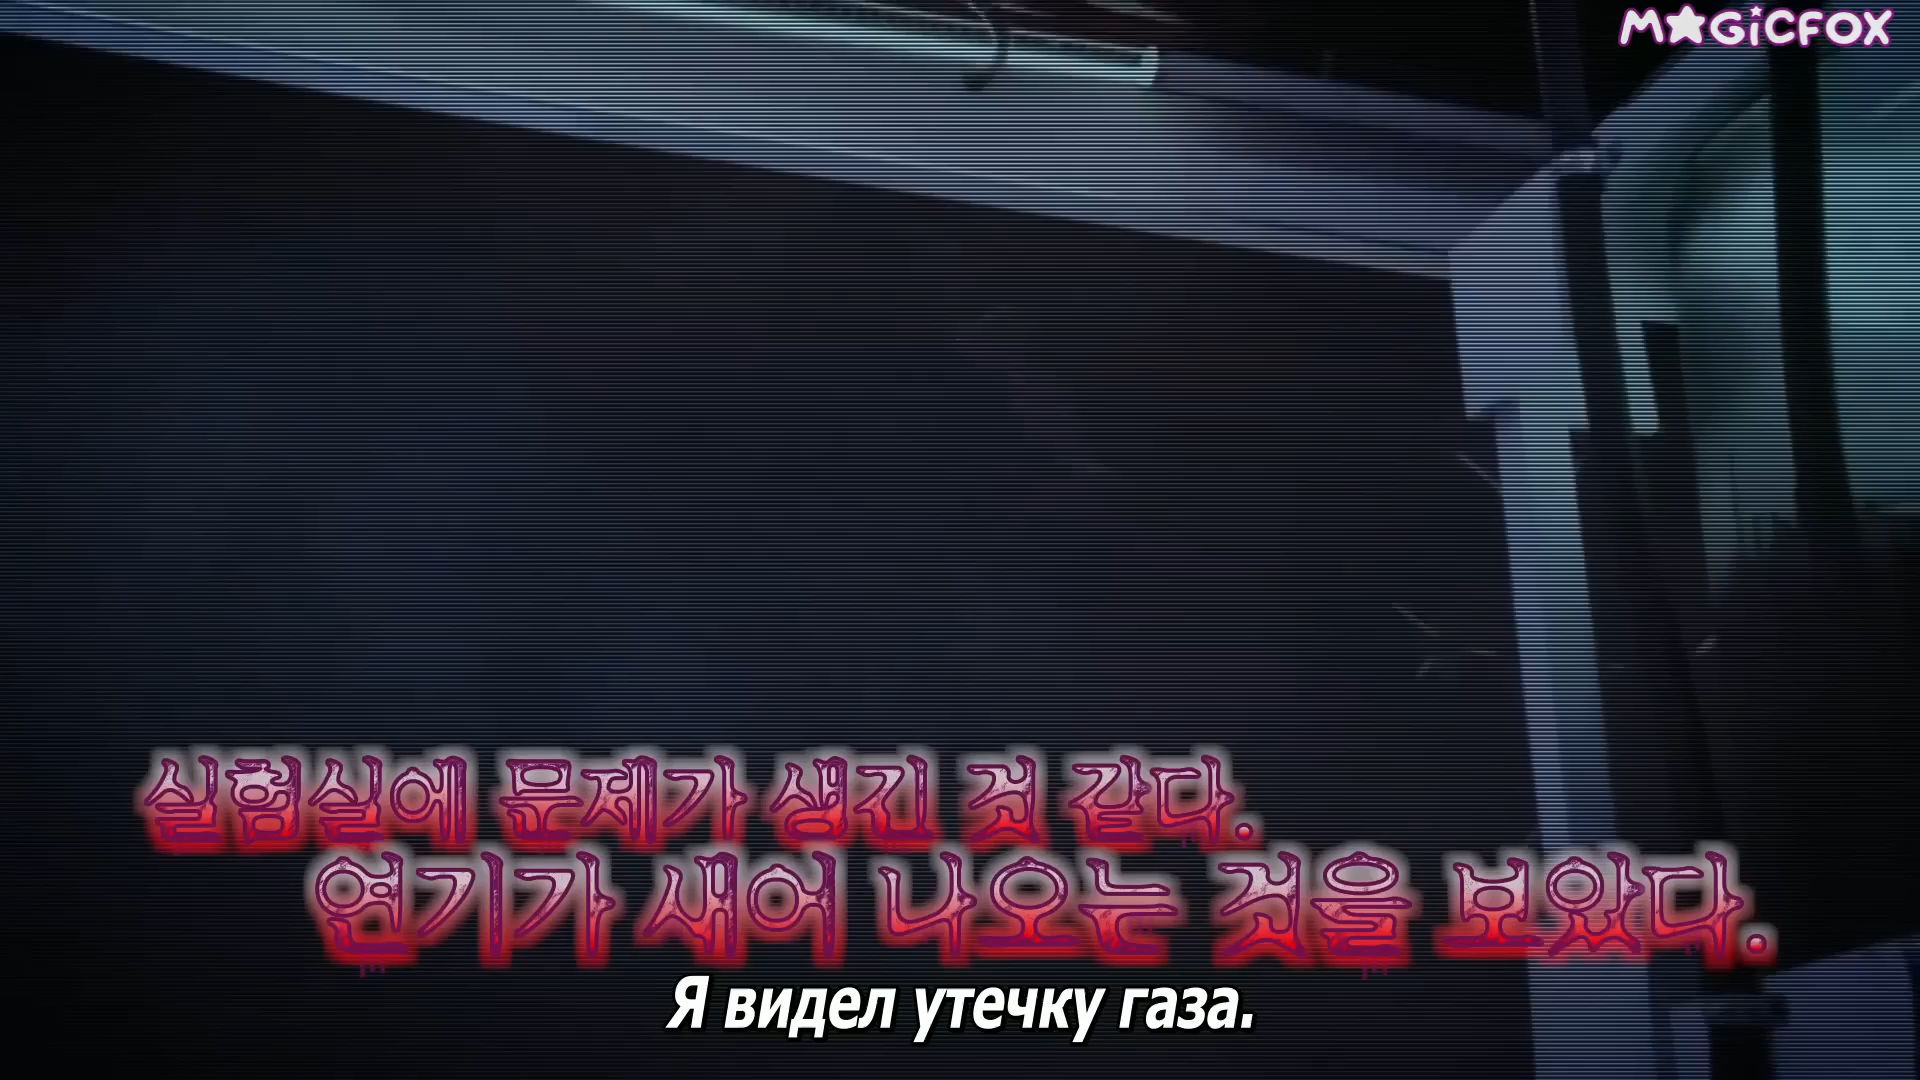 MAGiCFOX
실험실에 문제가 생긴 것 같다.
연기가 새어 나오는 것을 보았다.
Я видел утечку газа.